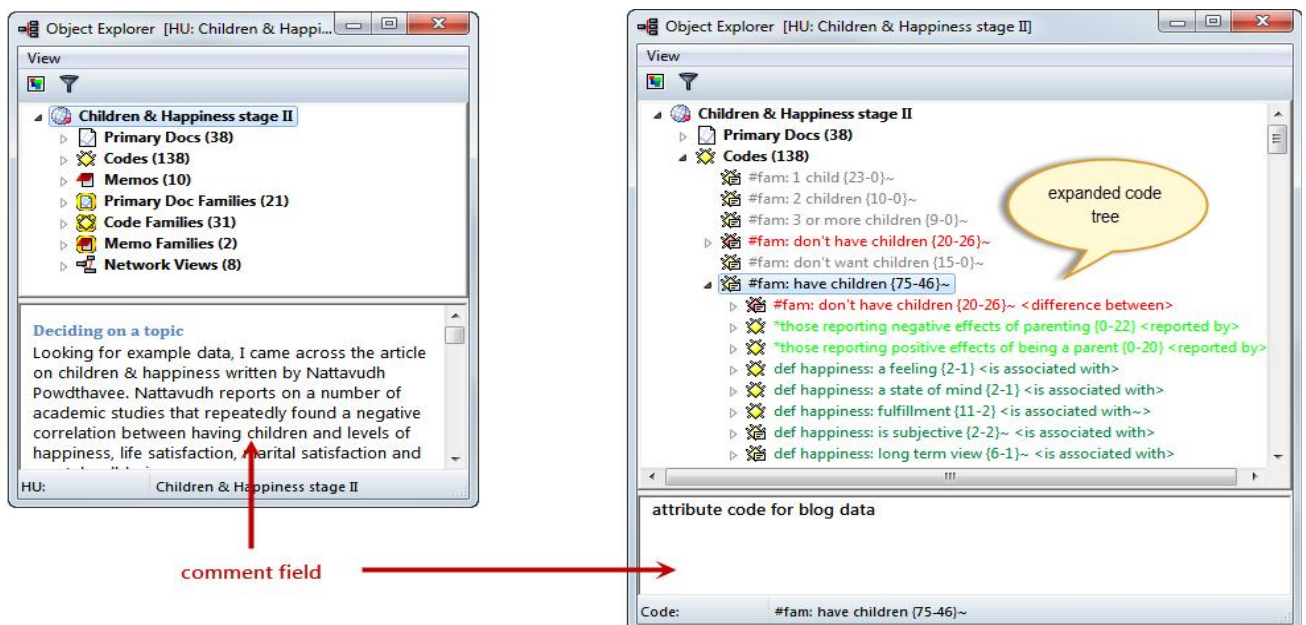 Object Explorer [HU: Children & Happi...
View
Children & Happiness stage II
Primary Docs (38)
Codes (138)
Memos (10)
Primary Doc Families (21)
Code Families (31)
Memo Families (2)
Network Views (8)
Deciding on a topic
Looking for example data, I came across the article
on children & happiness written by Nattavudh
Powdthavee. Nattavudh reports on a number of
academic studies that repeatedly found a negative
correlation between having children and levels of
happiness, life satisfaction, marital satisfaction and
HU: Children & Happiness stage II
comment field
Object Explorer [HU: Children & Happiness stage II]
View
Children & Happiness stage II
Primary Docs (38)
Codes (138)
#fam: 1 child {23-0}~
#fam: 2 children {10-0}~
#fam: 3 or more children {9-0}~
#fam: don't have children {20-26}~
#fam: don't want children {15-0}~
#fam: have children {75-46}~
#fam: don't have children {20-26}~ <difference between>
*those reporting negative effects of parenting {0-22} <reported by>
*those reporting positive effects of being a parent {0-20} <reported by>
def happiness: a feeling {2-1} <is associated with>
def happiness: a state of mind {2-1} <is associated with>
def happiness: fulfillment {11-2} <is associated with~>
def happiness: is subjective {2-2}~ <is associated with>
def happiness: long term view {6-1}~ <is associated with>
expanded code
tree
attribute code for blog data
Code: #fam: have children {75-46}~